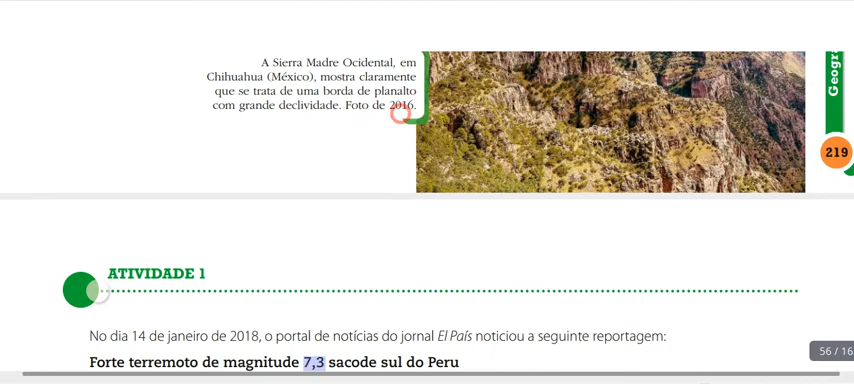 A Sierra Madre Ocidental, em
Chihuahua (México), mostra claramente
que se trata de uma borda de planalto
com grande declividade. Foto de 2016.
219
ATIVIDADE 1
No dia 14 de janeiro de 2018, o portal de notícias do jornal El País noticiou a seguinte reportagem:
56 / 16
Forte terremoto de magnitude 7,3 sacode sul do Peru